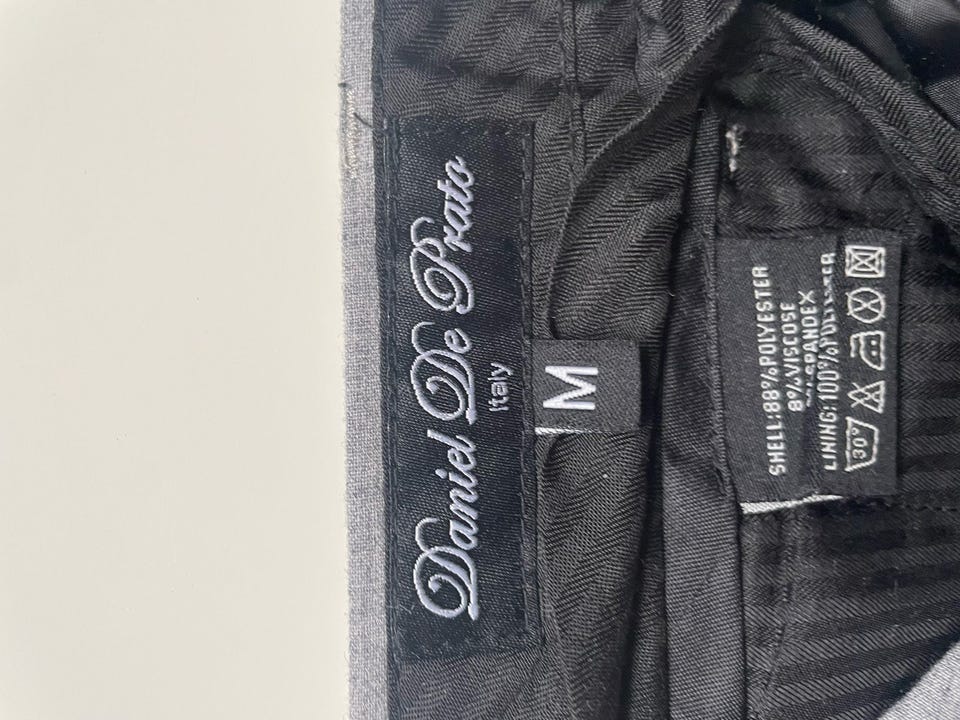 Daniel De Prato
Italy
M
SHELL:88%POLYESTER
8%VISCOSE
SPANDEX
LINING:100%POLYESTER
30°